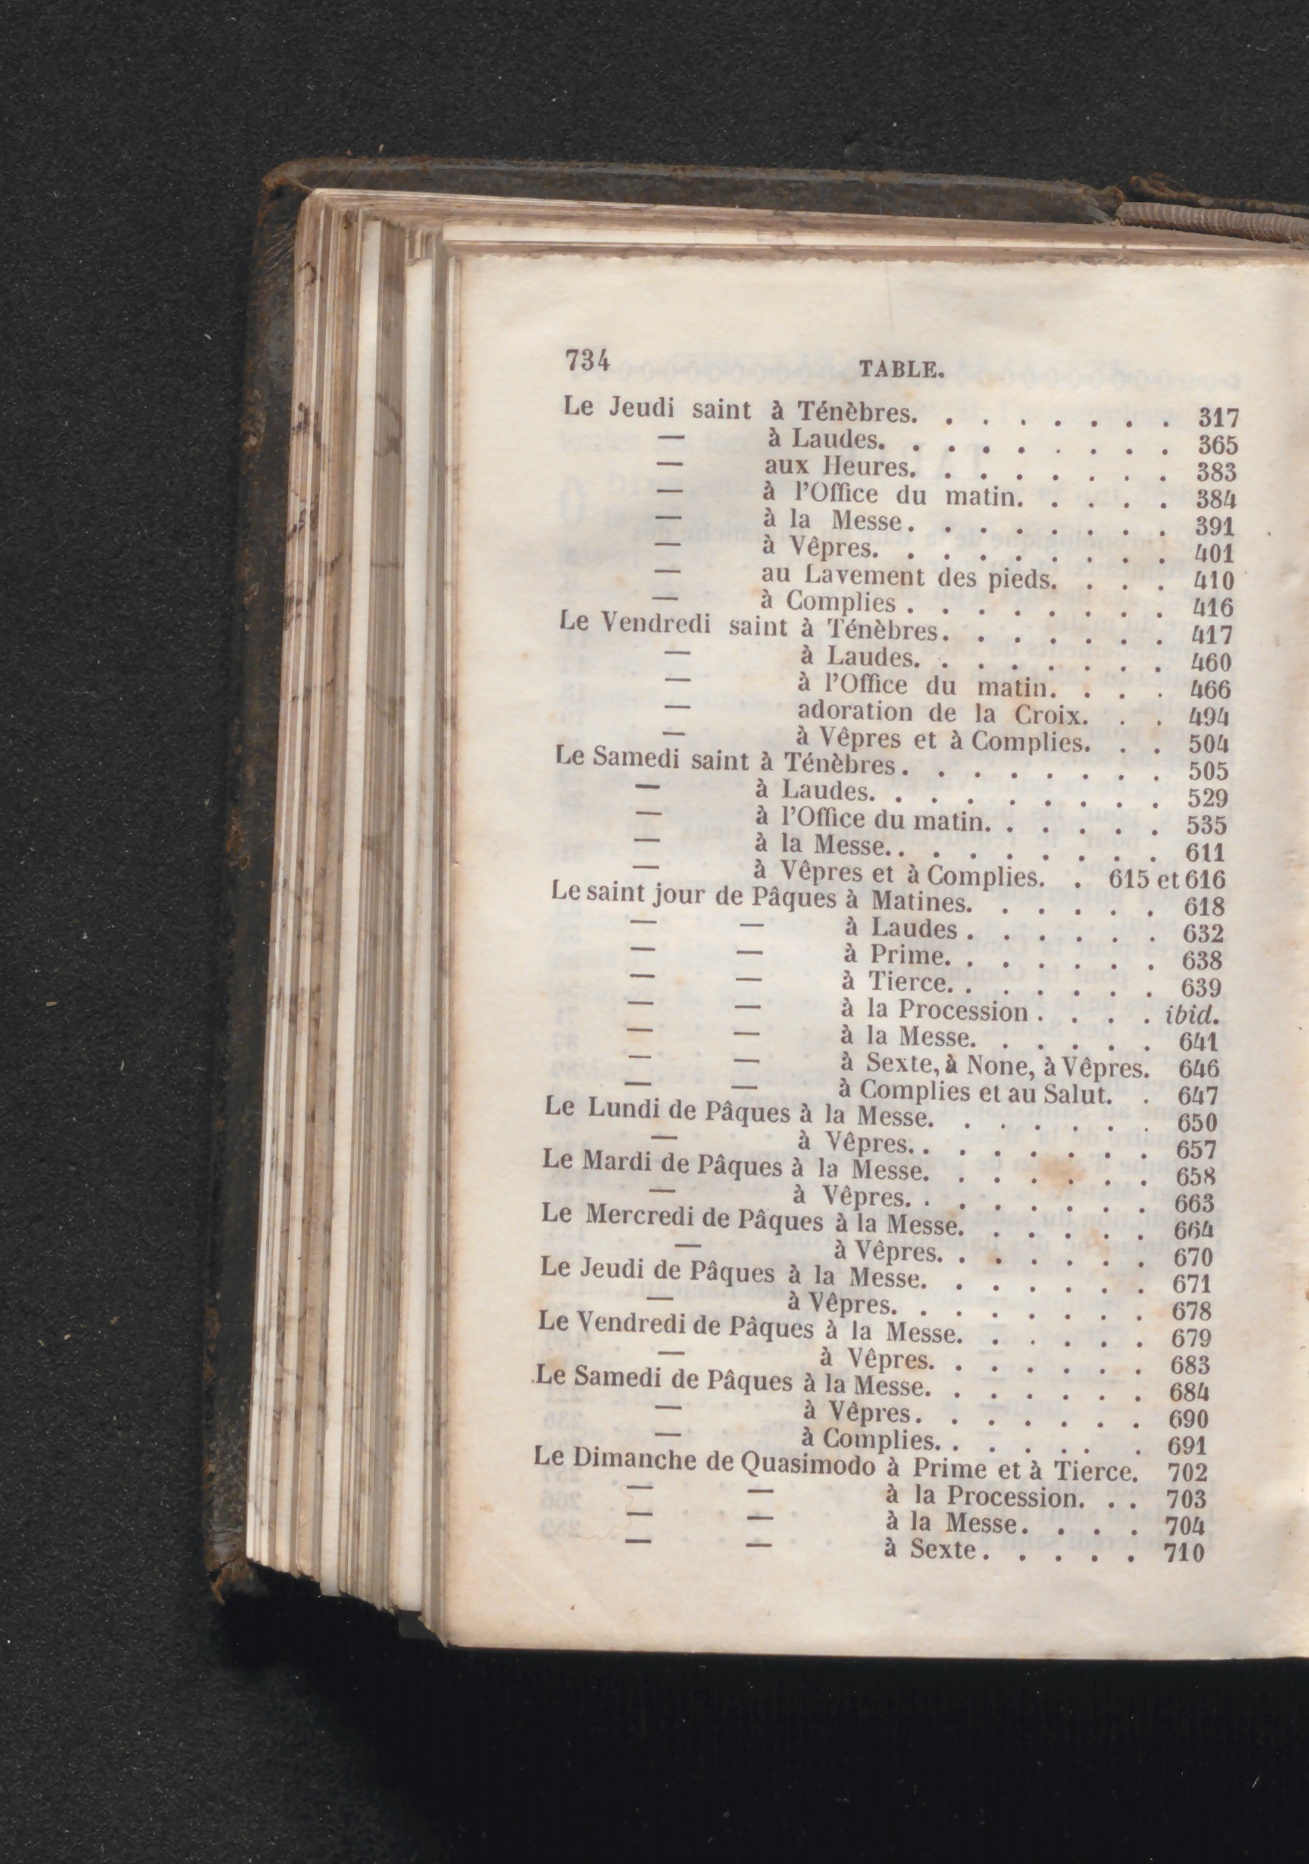 734 TABLE.
Le Jeudi saint à Ténèbres. . . . . . . . 317
— à Laudes. . . . . . . . . 365
— aux Heures. . . . . . . . 383
— à l'Office du matin. . . . . 384
— à la Messe. . . . . . . . 391
— à Vêpres. . . . . . . . . 401
— au Lavement des pieds. . . . 410
— à Complies . . . . . . . . 416
Le Vendredi saint à Ténèbres. . . . . . . 417
— à Laudes. . . . . . . . 460
— à l'Office du matin. . . . 466
— adoration de la Croix. . . 494
— à Vêpres et à Complies. . . 504
Le Samedi saint à Ténèbres. . . . . . . . 505
— à Laudes. . . . . . . . . 529
— à l'Office du matin. . . . . . 535
— à la Messe. . . . . . . . . 611
— à Vêpres et à Complies. . 615 et 616
Le saint jour de Pâques à Matines. . . . . . 618
— — à Laudes . . . . . . 632
— — à Prime. . . . . . . 638
— — à Tierce. . . . . . . 639
— — à la Procession . . . . ibid.
— — à la Messe. . . . . . 641
— — à Sexte, à None, à Vêpres. 646
— — à Complies et au Salut. . 647
Le Lundi de Pâques à la Messe. . . . . . . 650
— à Vêpres. . . . . . . . 657
Le Mardi de Pâques à la Messe. . . . . . . 658
— à Vêpres. . . . . . . . 663
Le Mercredi de Pâques à la Messe. . . . . . 664
— à Vêpres. . . . . . . 670
Le Jeudi de Pâques à la Messe. . . . . . . 671
— à Vêpres. . . . . . . . 678
Le Vendredi de Pâques à la Messe. . . . . . 679
— à Vêpres. . . . . . . 683
Le Samedi de Pâques à la Messe. . . . . . . 684
— à Vêpres. . . . . . . 690
— à Complies. . . . . . . 691
Le Dimanche de Quasimodo à Prime et à Tierce. 702
— — à la Procession. . . 703
— — à la Messe. . . . 704
— — à Sexte. . . . . 710